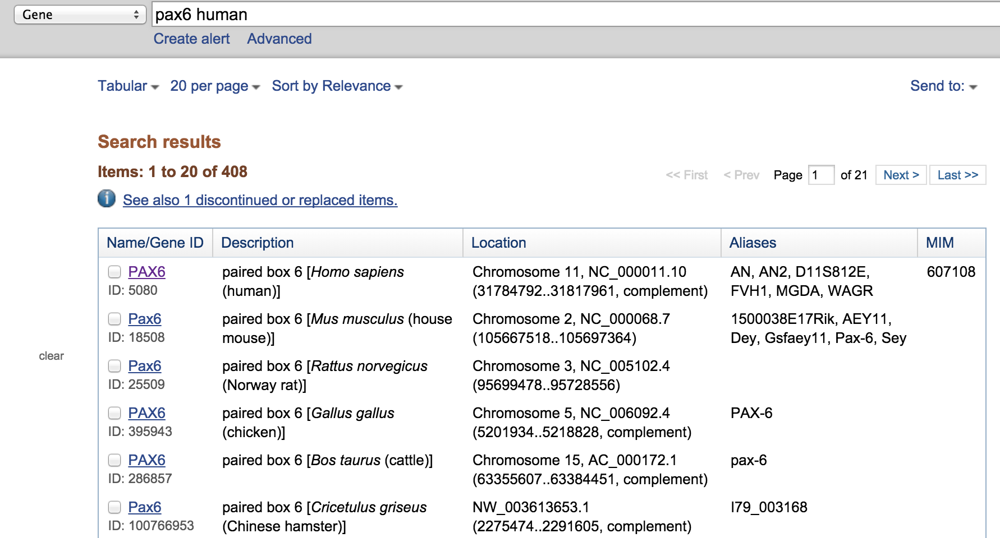 Gene
pax6 human
Create alert Advanced
Tabular 20 per page Sort by Relevance Send to:
Search results
Items: 1 to 20 of 408
<< First < Prev Page 1 of 21 Next > Last >>
See also 1 discontinued or replaced items.
Name/Gene ID Description Location Aliases MIM
PAX6 paired box 6 [Homo sapiens Chromosome 11, NC_000011.10 AN, AN2, D11S812E, 607108
ID: 5080 (human)] (31784792..31817961, complement) FVH1, MGDA, WAGR
Pax6 paired box 6 [Mus musculus (house Chromosome 2, NC_000068.7 1500038E17Rik, AEY11,
ID: 18508 mouse)] (105667518..105697364) Dey, Gsfaey11, Pax-6, Sey
clear
Pax6 paired box 6 [Rattus norvegicus Chromosome 3, NC_005102.4
ID: 25509 (Norway rat)] (95699478..95728556)
PAX6 paired box 6 [Gallus gallus Chromosome 5, NC_006092.4 PAX-6
ID: 395943 (chicken)] (5201934..5218828, complement)
PAX6 paired box 6 [Bos taurus (cattle)] Chromosome 15, AC_000172.1 pax-6
ID: 286857 (63355607..63384451, complement)
Pax6 paired box 6 [Cricetulus griseus NW_003613653.1 I79_003168
ID: 100766953 (Chinese hamster)] (2275474..2291605, complement)